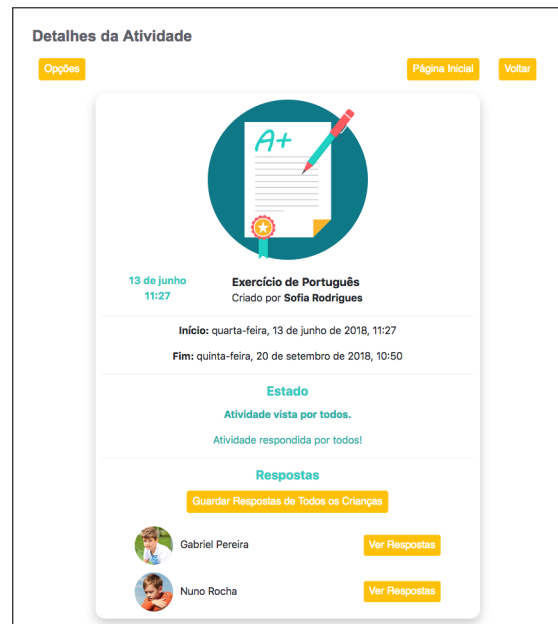 Detalhes da Atividade
Opções
Página Inicial
Voltar
A+
13 de junho
11:27
Exercício de Português
Criado por Sofia Rodrigues
Início: quarta-feira, 13 de junho de 2018, 11:27
Fim: quinta-feira, 20 de setembro de 2018, 10:50
Estado
Atividade vista por todos.
Atividade respondida por todos!
Respostas
Guardar Respostas de Todos os Crianças
Gabriel Pereira
Ver Respostas
Nuno Rocha
Ver Respostas